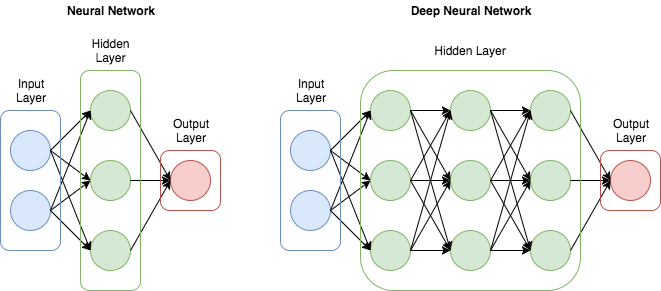 Neural Network
Hidden
Layer
Input
Layer
Output
Layer
Deep Neural Network
Hidden Layer
Input
Layer
Output
Layer